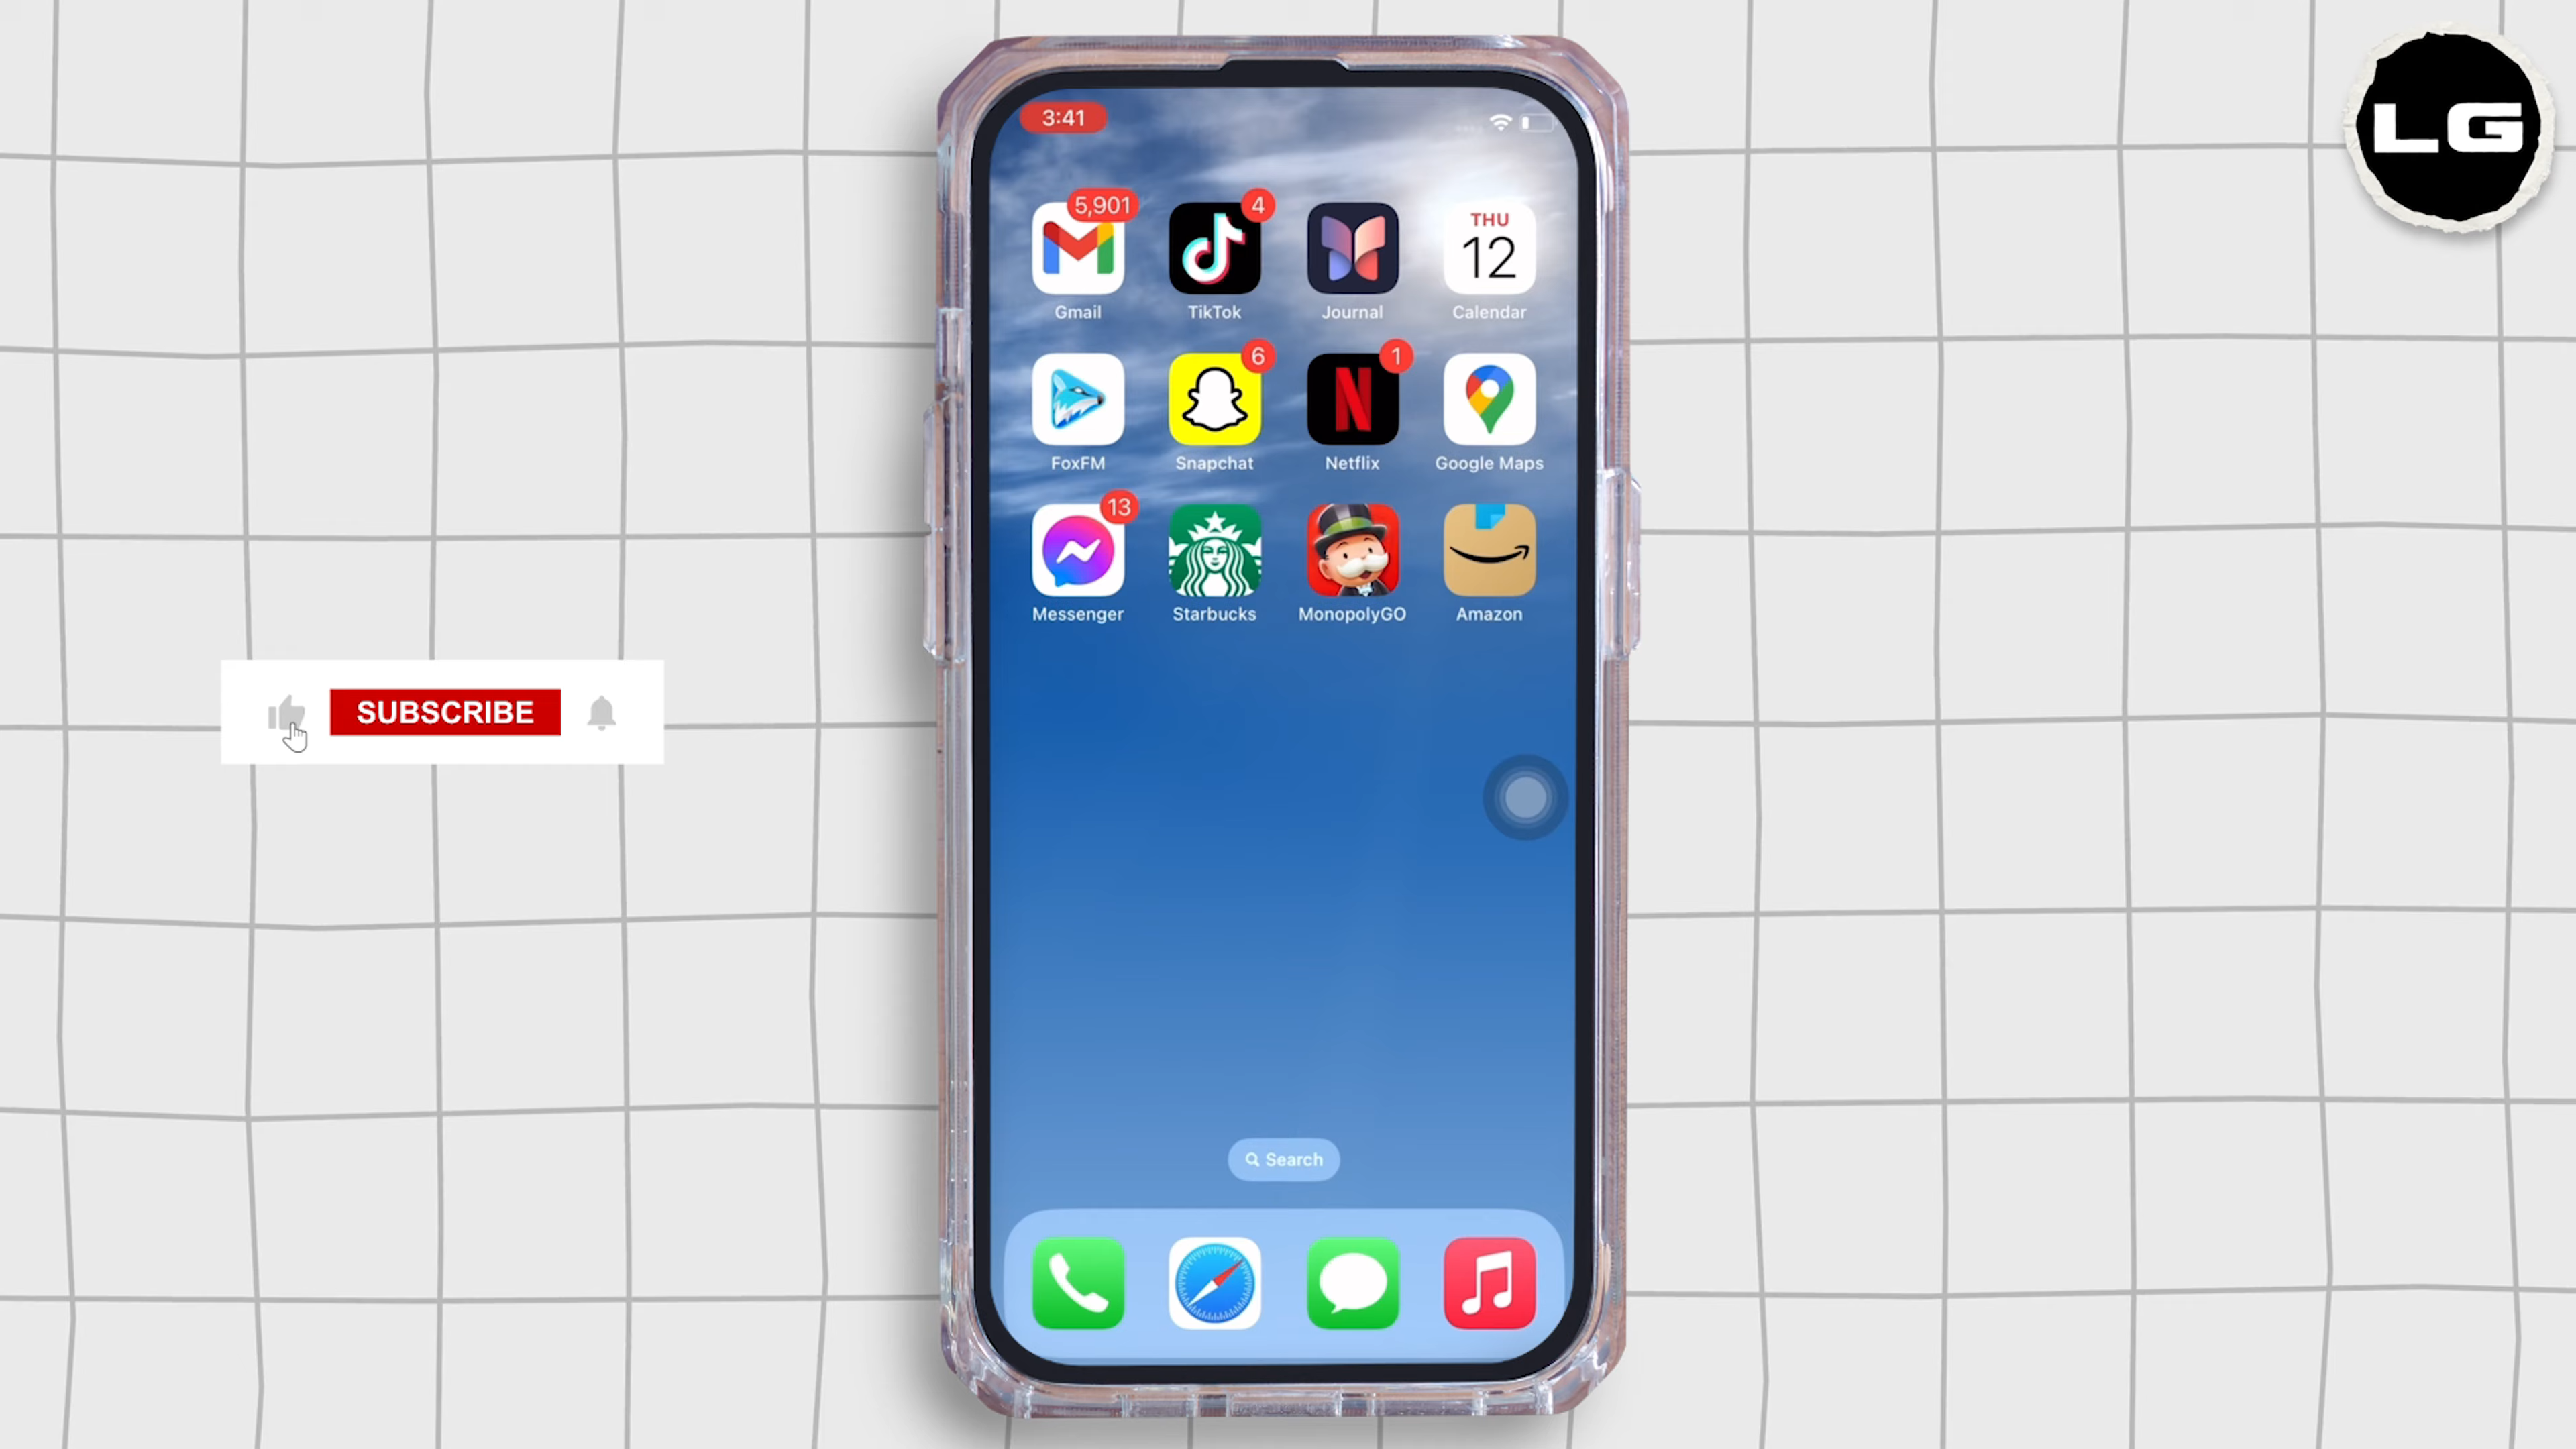 LG
3:41
5,901
4
THU
12
Gmail
TikTok
Journal
Calendar
6
1
N
FoxFM
Snapchat
Netflix
Google Maps
13
Messenger
Starbucks
MonopolyGO
Amazon
SUBSCRIBE
Search